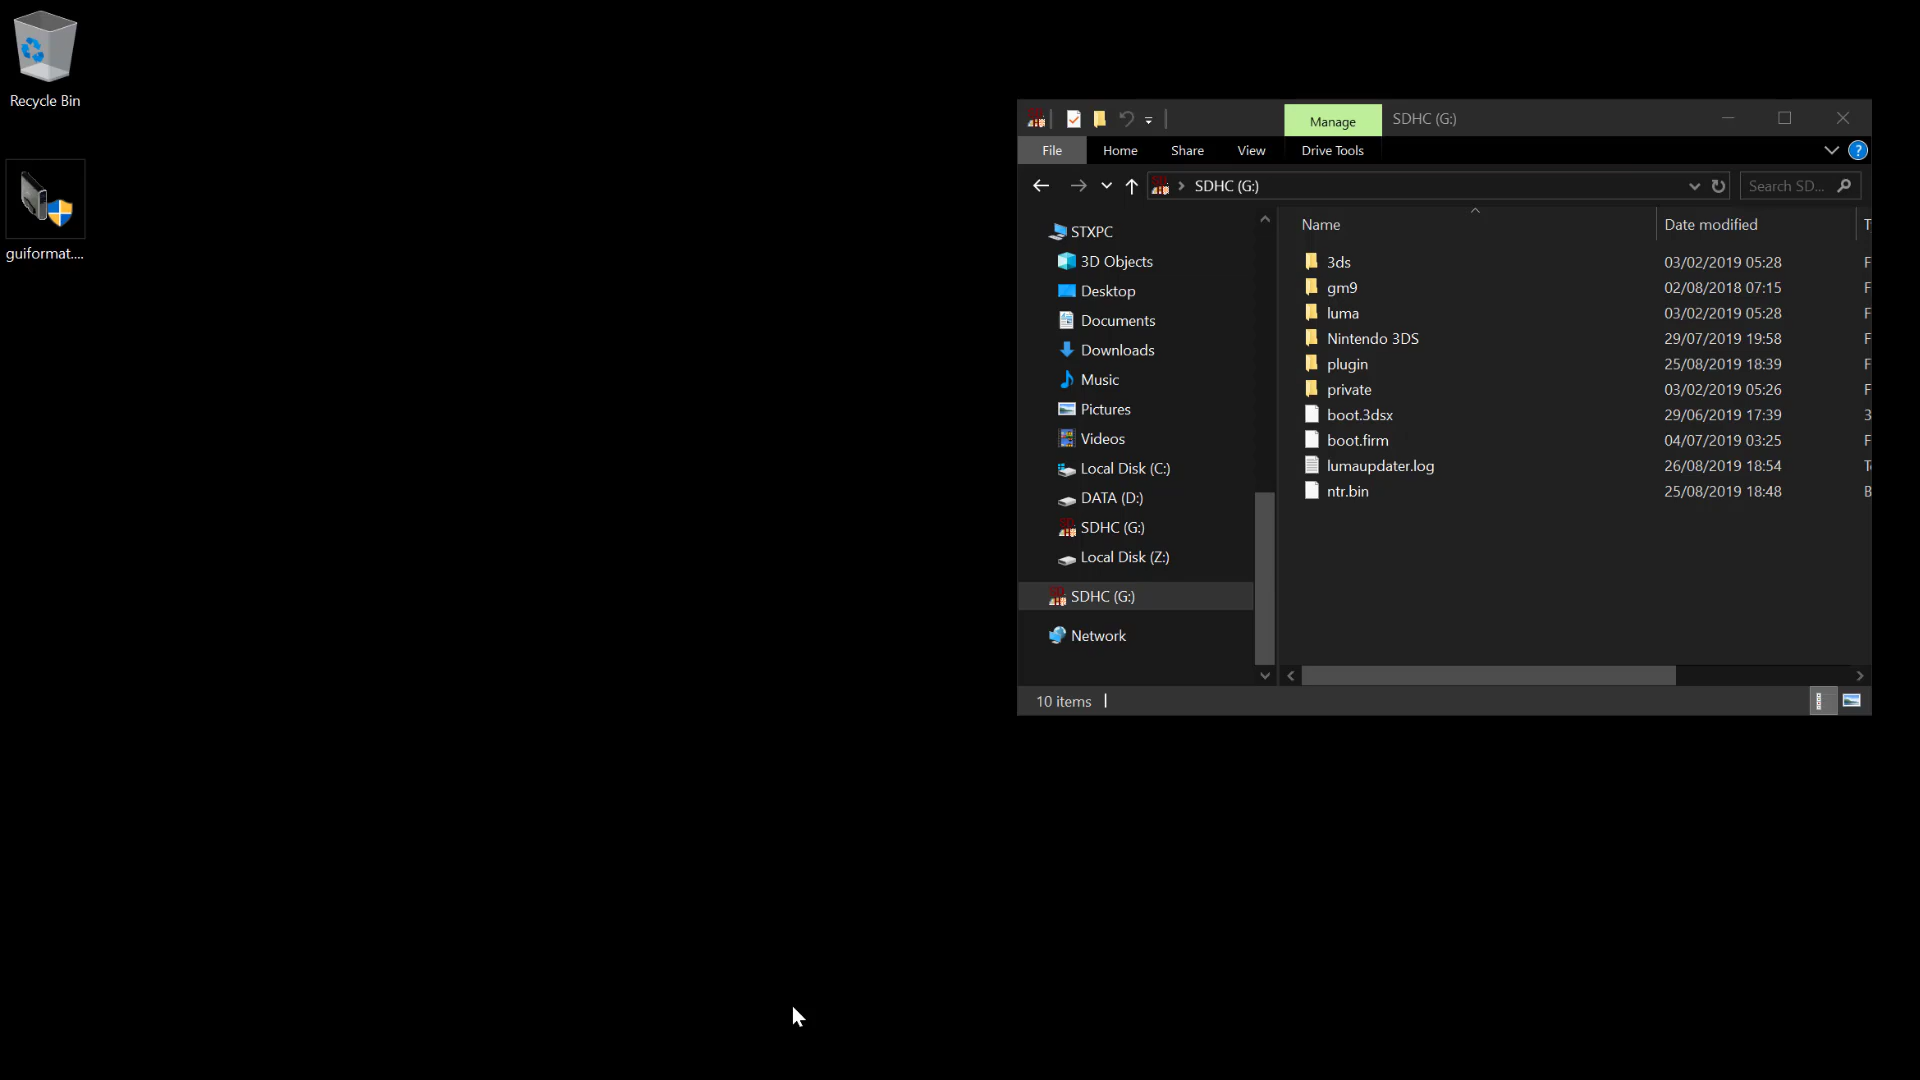 Recycle Bin
guiformat....
Manage
SDHC (G:)
File
Home
Share
View
Drive Tools
SDHC (G:)
Search SD...
STXPC
3D Objects
Desktop
Documents
Downloads
Music
Pictures
Videos
Local Disk (C:)
DATA (D:)
SDHC (G:)
Local Disk (Z:)
SDHC (G:)
Network
Name Date modified
3ds 03/02/2019 05:28
gm9 02/08/2018 07:15
luma 03/02/2019 05:28
Nintendo 3DS 29/07/2019 19:58
plugin 25/08/2019 18:39
private 03/02/2019 05:26
boot.3dsx 29/06/2019 17:39 3
boot.firm 04/07/2019 03:25
lumaupdater.log 26/08/2019 18:54
ntr.bin 25/08/2019 18:48
10 items